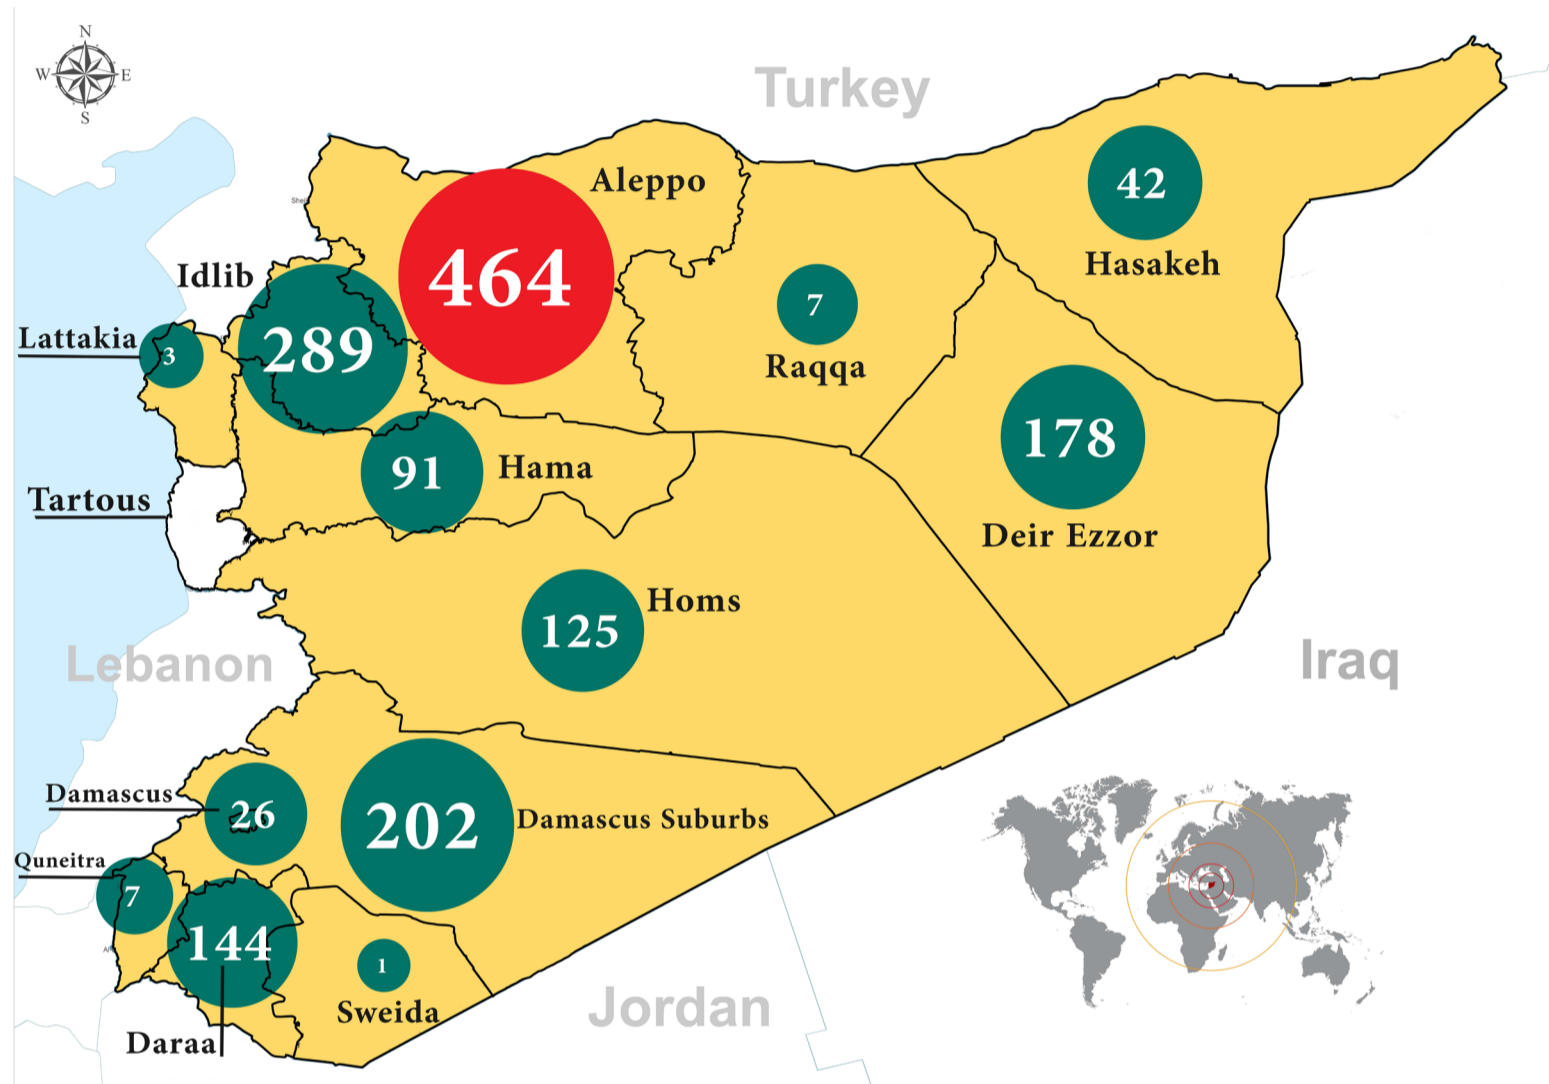 N
W E
S
Turkey
Aleppo
42
464
Hasakeh
Idlib
7
Lattakia
3
289
Raqqa
178
91
Hama
Tartous
Deir Ezzor
Homs
125
Lebanon
Iraq
Damascus
26
202
Damascus Suburbs
Quneitra
7
144
1
Sweida
Jordan
Daraa